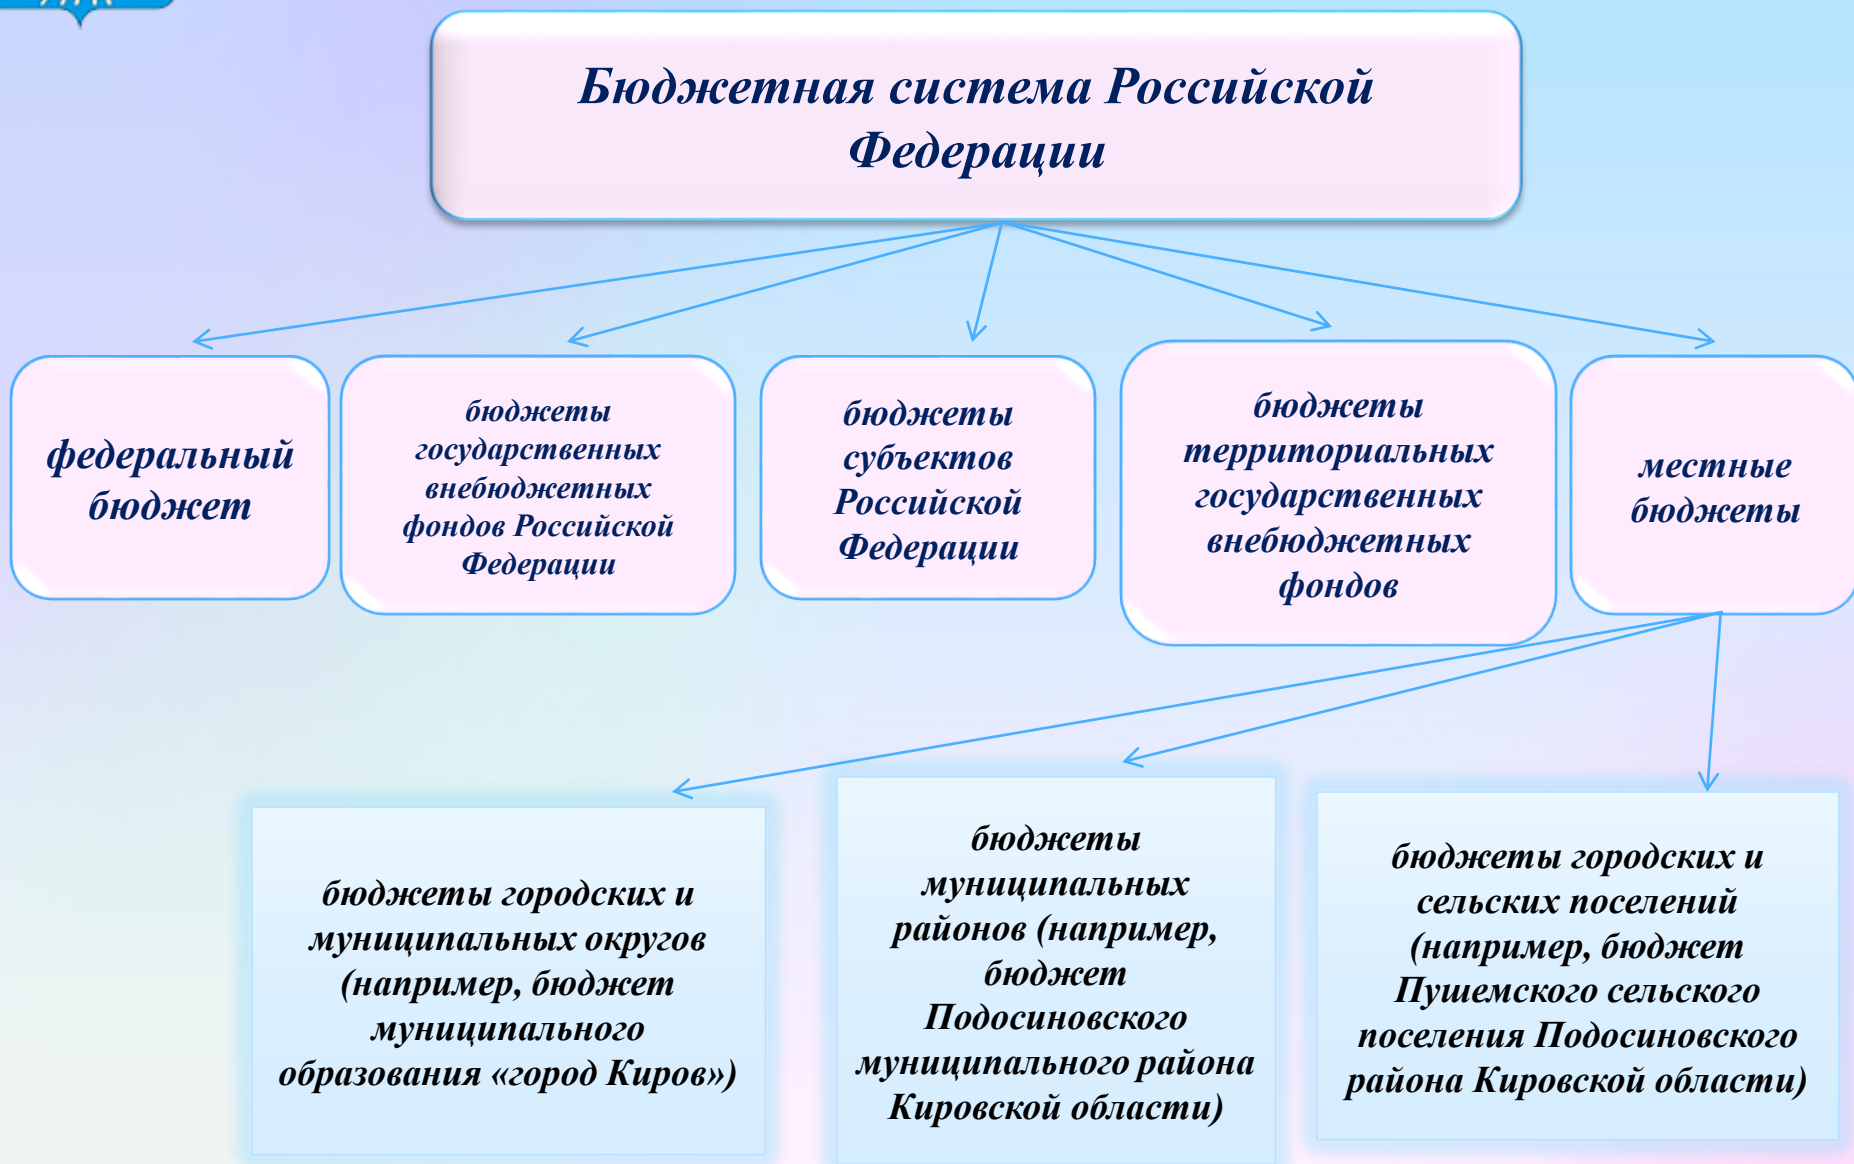 Бюджетная система Российской
Федерации
федеральный
бюджет
бюджеты
государственных
внебюджетных
фондов Российской
Федерации
бюджеты
субъектов
Российской
Федерации
бюджеты
территориальных
государственных
внебюджетных
фондов
местные
бюджеты
бюджеты городских и
муниципальных округов
(например, бюджет
муниципального
образования «город Киров»)
бюджеты
муниципальных
районов (например,
бюджет
Подосиновского
муниципального района
Кировской области)
бюджеты городских и
сельских поселений
(например, бюджет
Пушемского сельского
поселения Подосиновского
района Кировской области)